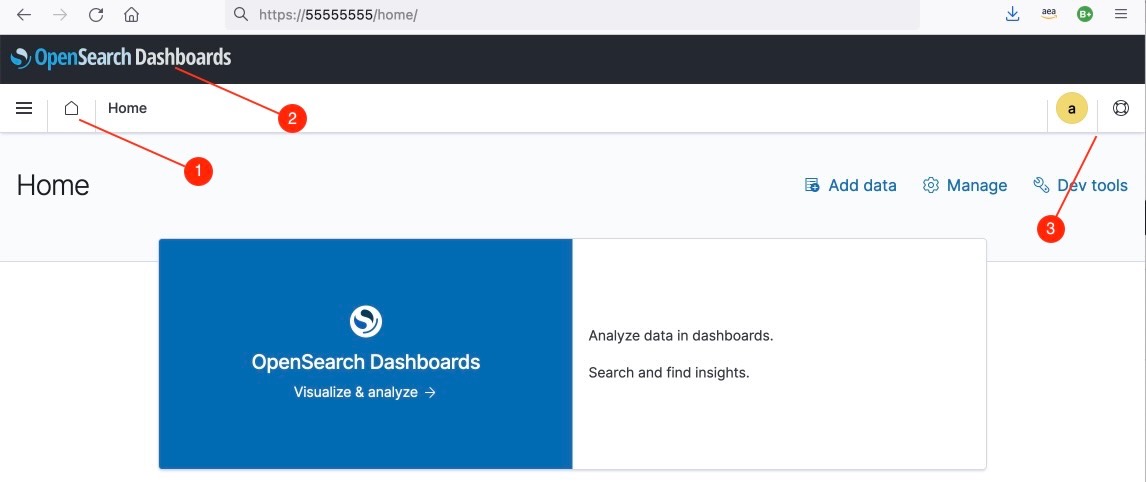 https://55555555/home/
aea
B+
OpenSearch Dashboards
Home
a
2
1
Home
Add data
Manage
Dev tools
3
OpenSearch Dashboards
Visualize & analyze →
Analyze data in dashboards.
Search and find insights.